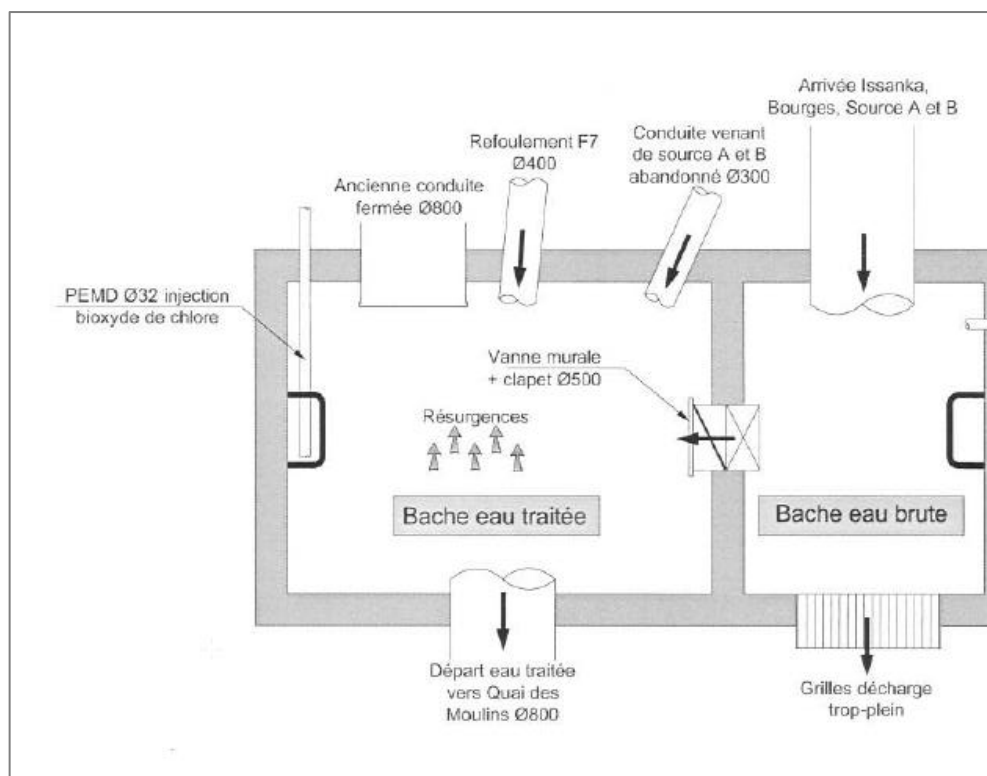 Arrivée Issanka,
Bourges, Source A et B
Conduite venant
de source A et B
abandonné Ø300
Refoulement F7
Ø400
Ancienne conduite
fermée Ø800
PEMD Ø32 injection
bioxyde de chlore
Vanne murale
+ clapet Ø500
Résurgences
Bache eau traitée
Bache eau brute
Départ eau traitée
vers Quai des
Moulins Ø800
Grilles décharge
trop-plein